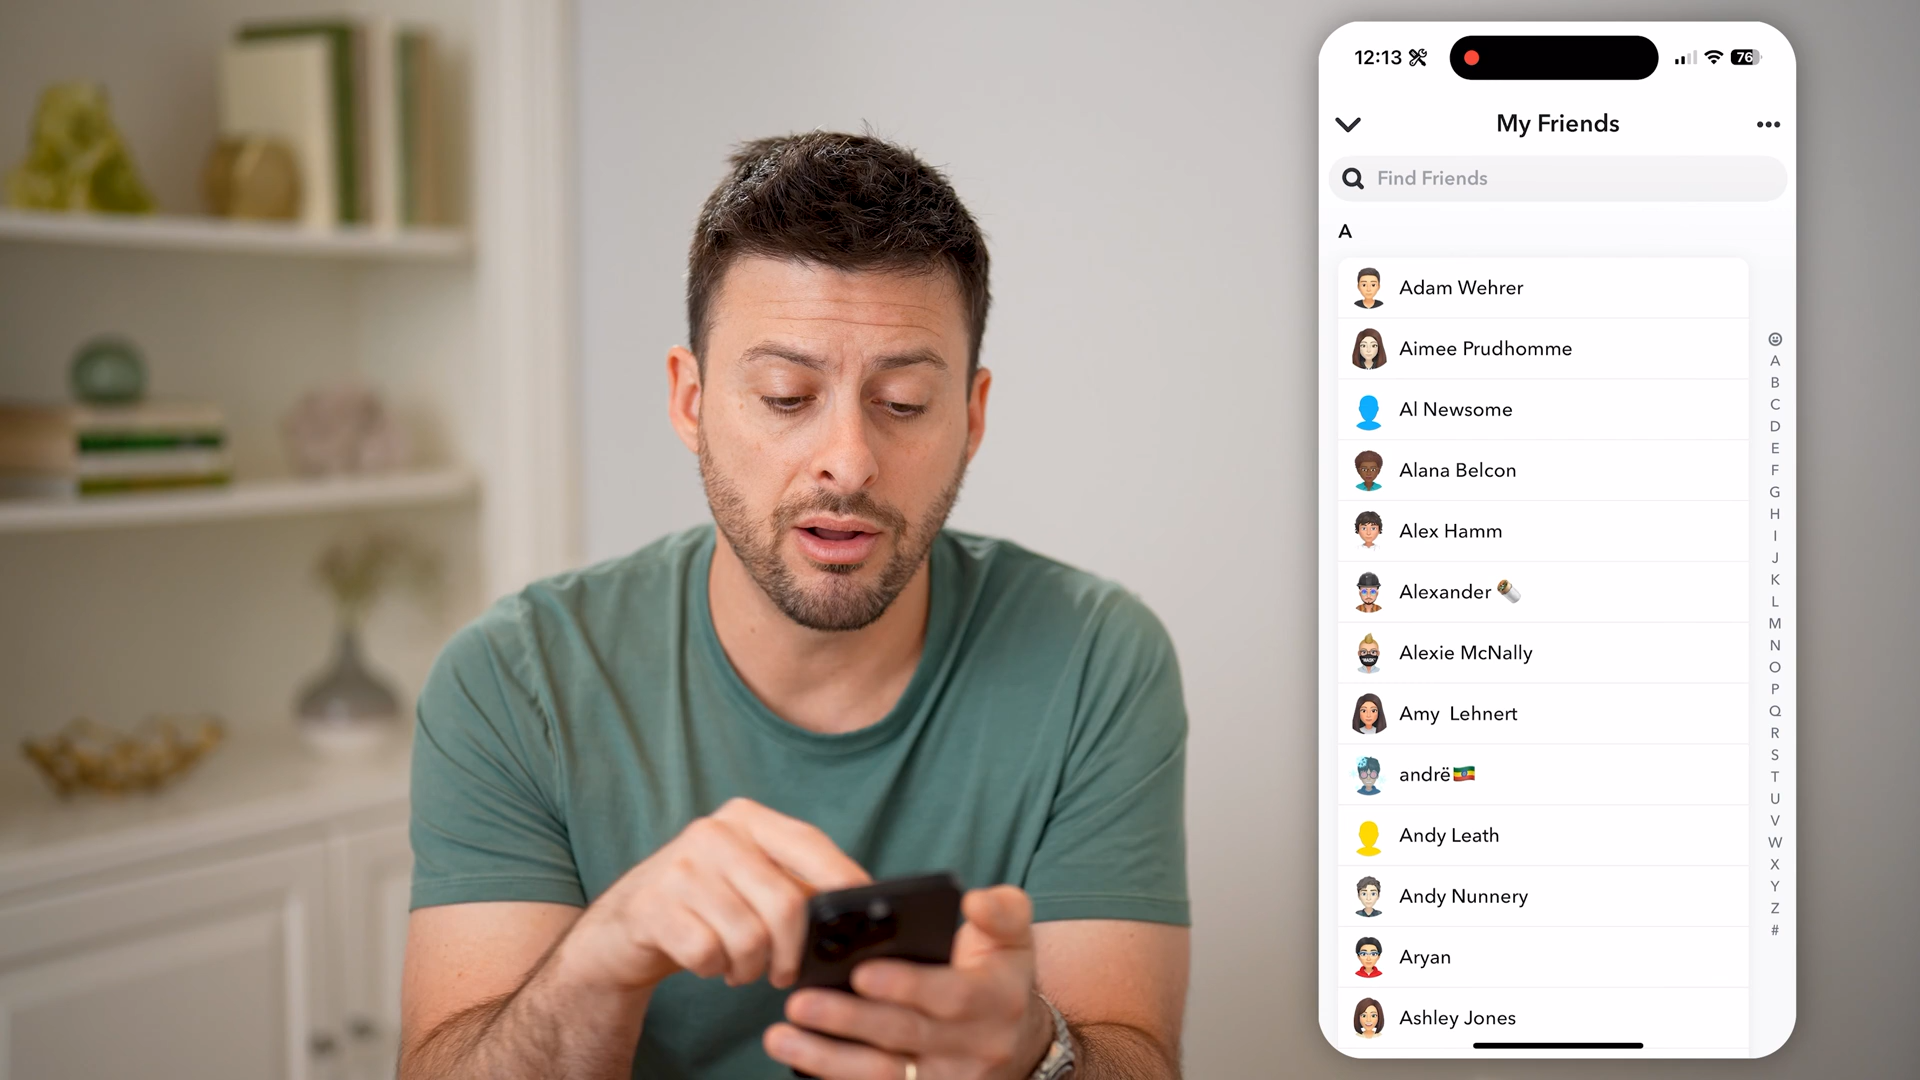 12:13
76
My Friends
Find Friends
A
Adam Wehrer
Aimee Prudhomme
Al Newsome
Alana Belcon
Alex Hamm
Alexander
Alexie McNally
Amy Lehnert
andrë
Andy Leath
Andy Nunnery
Aryan
Ashley Jones
A
B
C
D
E
F
G
H
I
J
K
L
M
N
O
P
Q
R
S
T
U
V
W
X
Y
Z
#